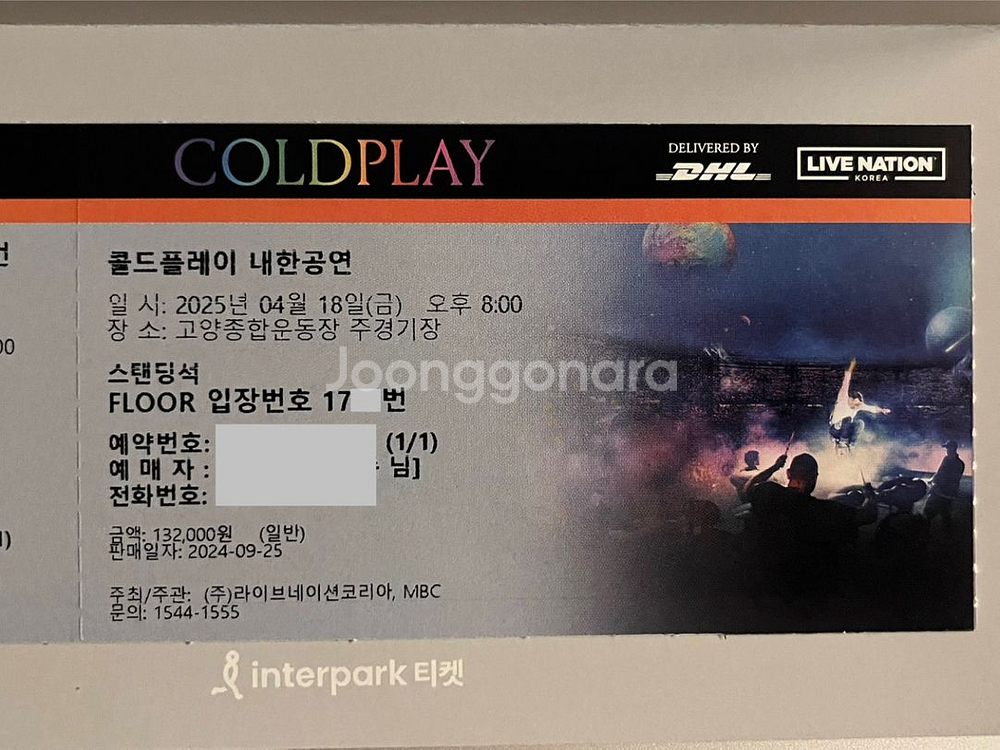 COLDPLAY
DELIVERED BY
DHL
LIVE NATION
KOREA
콜드플레이 내한공연
일 시: 2025년 04월 18일(금) 오후 8:00
장 소: 고양종합운동장 주경기장
Joonggonara
스탠딩석
FLOOR 입장번호 17 번
예약번호: (1/1)
예 매 자 : 님]
전화번호:
금액: 132,000원 (일반)
판매일자: 2024-09-25
주최/주관: (주)라이브네이션코리아, MBC
문의: 1544-1555
interpark 티켓